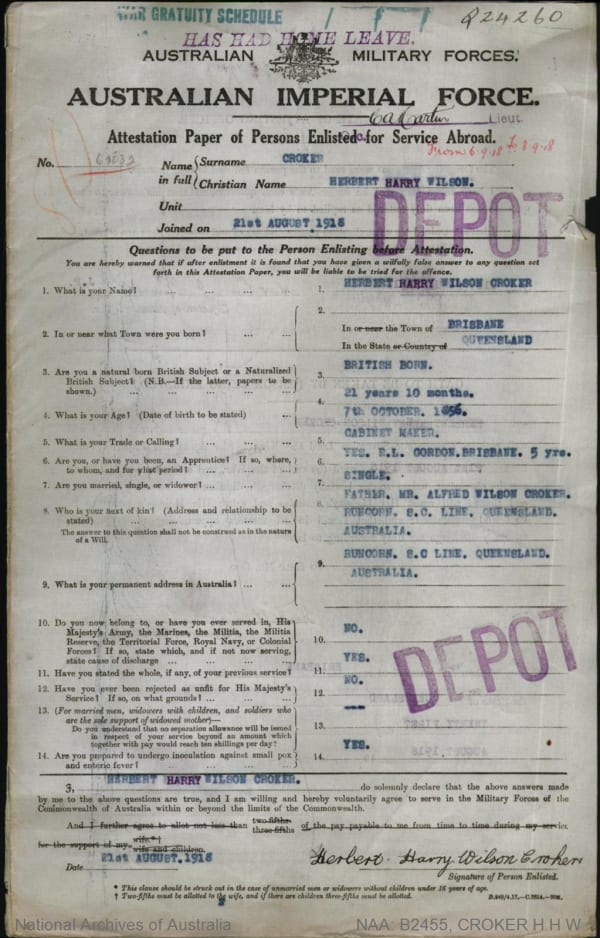 WAR GRATUITY SCHEDULE
Q24260
HAS HAD HOME LEAVE.
AUSTRALIAN MILITARY FORCES.
AUSTRALIAN IMPERIAL FORCE.
Lieut.
Attestation Paper of Persons Enlisted for Service Abroad.
From 6-9-18 To 8-9-18
No.
Name in full
Surname CROKER
Christian Name HERBERT HARRY WILSON.
Unit
Joined on 21st AUGUST.1918
DEPOT
Questions to be put to the Person Enlisting before Attestation.
You are hereby warned that if after enlistment it is found that you have given a wilfully false answer to any question set
forth in this Attestation Paper, you will be liable to be tried for the offence.
1. What is your Name? ... ... ... 1. HERBERT HARRY WILSON CROKER
2. In or near what Town were you born? ... ... 2. In or near the Town of BRISBANE
In the State or Country of QUEENSLAND
3. Are you a natural born British Subject or a Naturalized
British Subject? (N.B.—If the latter, papers to be
shown.) ... ... ... ... 3. BRITISH BORN.
4. What is your Age? (Date of birth to be stated) ... 4. 21 years 10 months.
7th OCTOBER.
5. What is your Trade or Calling? ... ... 5. CABINET MAKER.
6. Are you, or have you been, an Apprentice? If so, where,
to whom, and for what period? ... ... 6. YES. R.L. GORDON.BRISBANE. 5 yrs.
7. Are you married, single, or widower? ... ... 7. SINGLE.
8. Who is your next of kin? (Address and relationship to be
stated) ... ... ... ... 8. FATHER. MR. ALFRED WILSON CROKER.
RUNCORN. S.C. LINE. QUEENSLAND.
AUSTRALIA.
The answer to this question shall not be construed as in the nature
of a Will.
9. What is your permanent address in Australia? ... ... 9. RUNCORN. S.C LINE. QUEENSLAND.
AUSTRALIA.
10. Do you now belong to, or have you ever served in, His
Majesty's Army, the Marines, the Militia, the Militia
Reserve, the Territorial Force, Royal Navy, or Colonial
Forces? If so, state which, and if not now serving,
state cause of discharge ... ... ... 10. NO.
11. Have you stated the whole, if any, of your previous service? 11. YES.
12. Have you ever been rejected as unfit for His Majesty's
Service? If so, on what grounds? ... ... 12. NO.
13. (For married men, widowers with children, and soldiers who
are the sole support of widowed mother)—
Do you understand that no separation allowance will be issued
in respect of your service beyond an amount which
together with pay would reach ten shillings per day? 13. ---
14. Are you prepared to undergo inoculation against small pox
and enteric fever? ... ... ... 14. YES.
DEPOT
I, HERBERT HARRY WILSON CROKER. do solemnly declare that the above answers made
by me to the above questions are true, and I am willing and hereby voluntarily agree to serve in the Military Forces of the
Commonwealth of Australia within or beyond the limits of the Commonwealth.
And I further agree to allot not less than two-fifths three-fifths of the pay payable to me from time to time during my service
for the support of my wife.* wife and children.
Date 21st AUGUST.1918
Herbert Harry Wilson Croker
Signature of Person Enlisted.
* This clause should be struck out in the case of unmarried men or widowers without children under 16 years of age.
† Two-fifths must be allotted to the wife, and if there are children three-fifths must be allotted.
National Archives of Australia
NAA: B2455, CROKER H H W